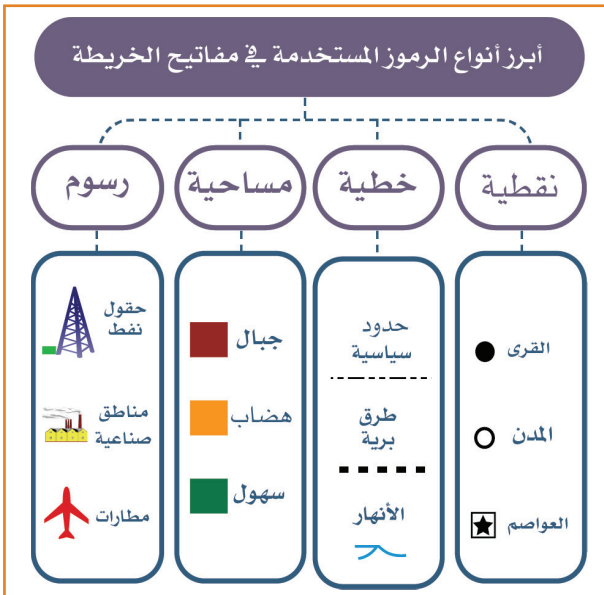 أبرز أنواع الرموز المستخدمة في مفاتيح الخريطة
نقطية
خطية
مساحية
رسوم
القرى
المدن
العواصم
حدود
سياسية
طرق
برية
الأنهار
جبال
هضاب
سهول
حقول
نفط
مناطق
صناعية
مطارات